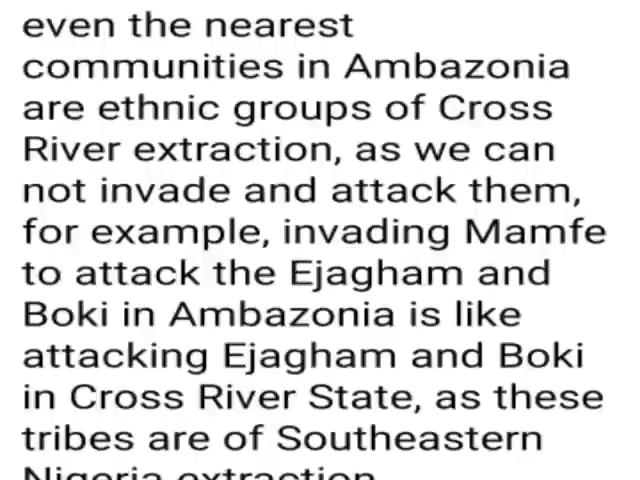 even the nearest
communities in Ambazonia
are ethnic groups of Cross
River extraction, as we can
not invade and attack them,
for example, invading Mamfe
to attack the Ejagham and
Boki in Ambazonia is like
attacking Ejagham and Boki
in Cross River State, as these
tribes are of Southeastern
Nigeria extraction